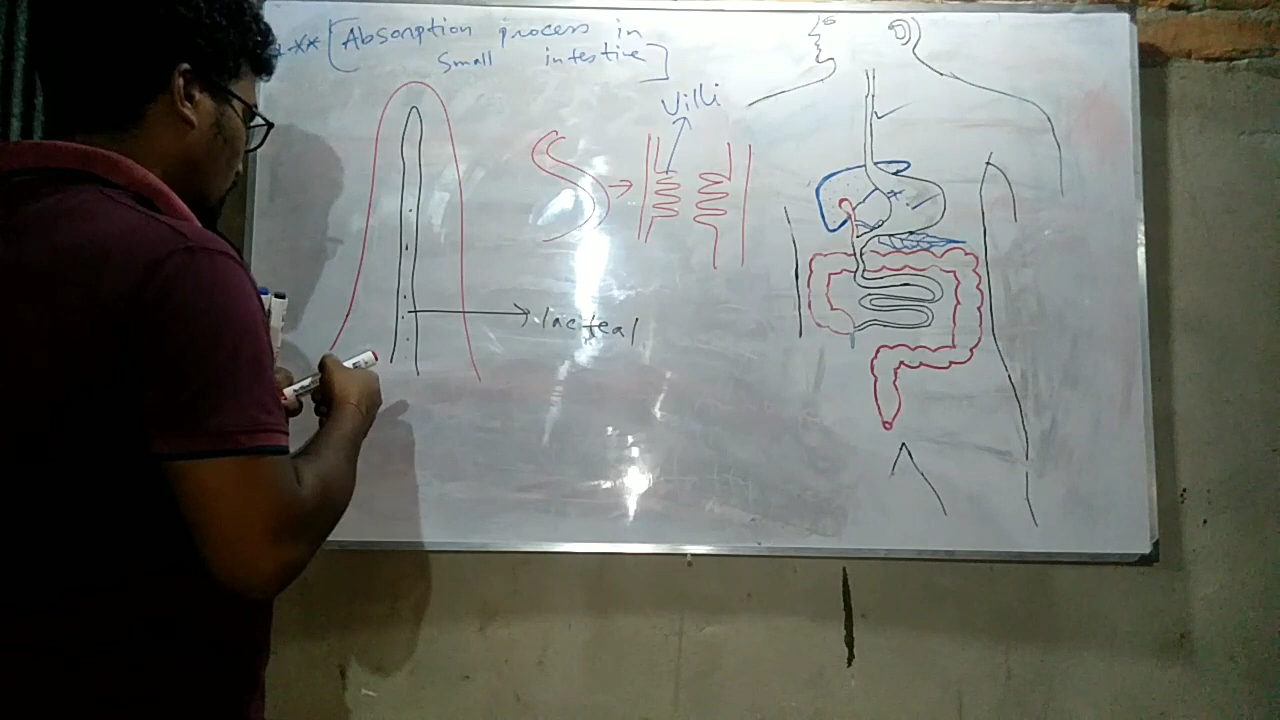 ** [Absorption process in
Small intestine]
Villi
lacteal